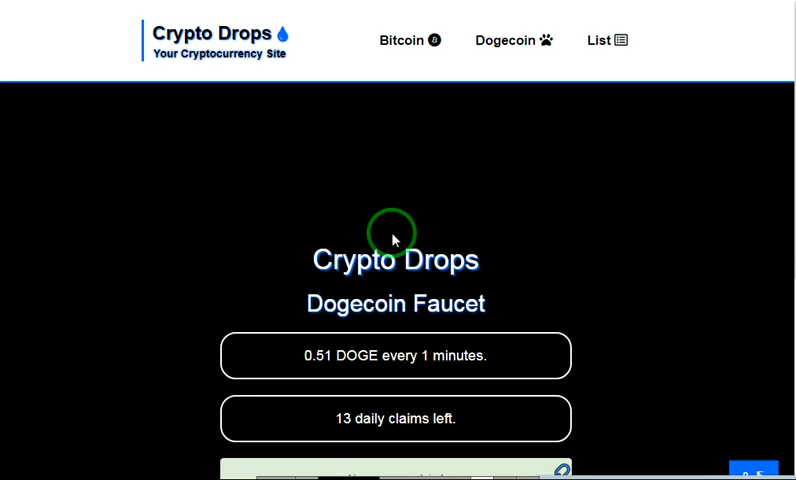 Crypto Drops
Your Cryptocurrency Site
Bitcoin
Dogecoin
List
Crypto Drops
Dogecoin Faucet
0.51 DOGE every 1 minutes.
13 daily claims left.